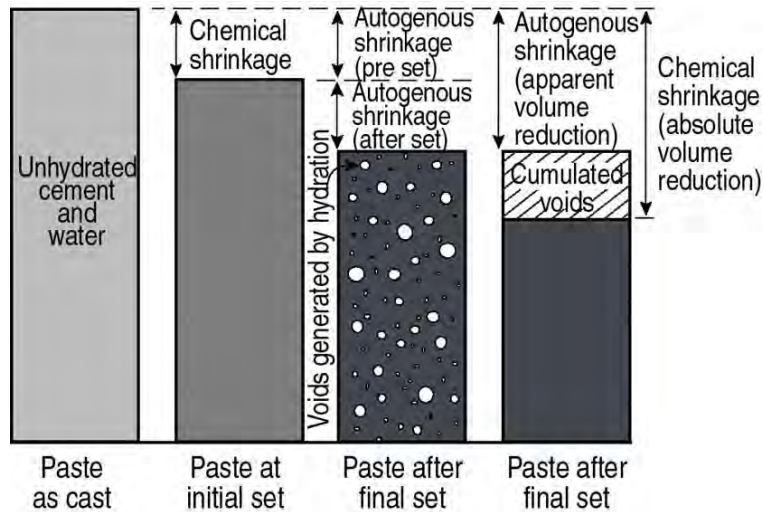 Chemical
shrinkage
Autogenous
shrinkage
(pre set)
Autogenous
shrinkage
(after set)
Autogenous
shrinkage
(apparent
volume
reduction)
Chemical
shrinkage
(absolute
volume
reduction)
Unhydrated
cement
and
water
Voids generated by hydration
Cumulated
voids
Paste
as cast
Paste at
initial set
Paste after
final set
Paste after
final set